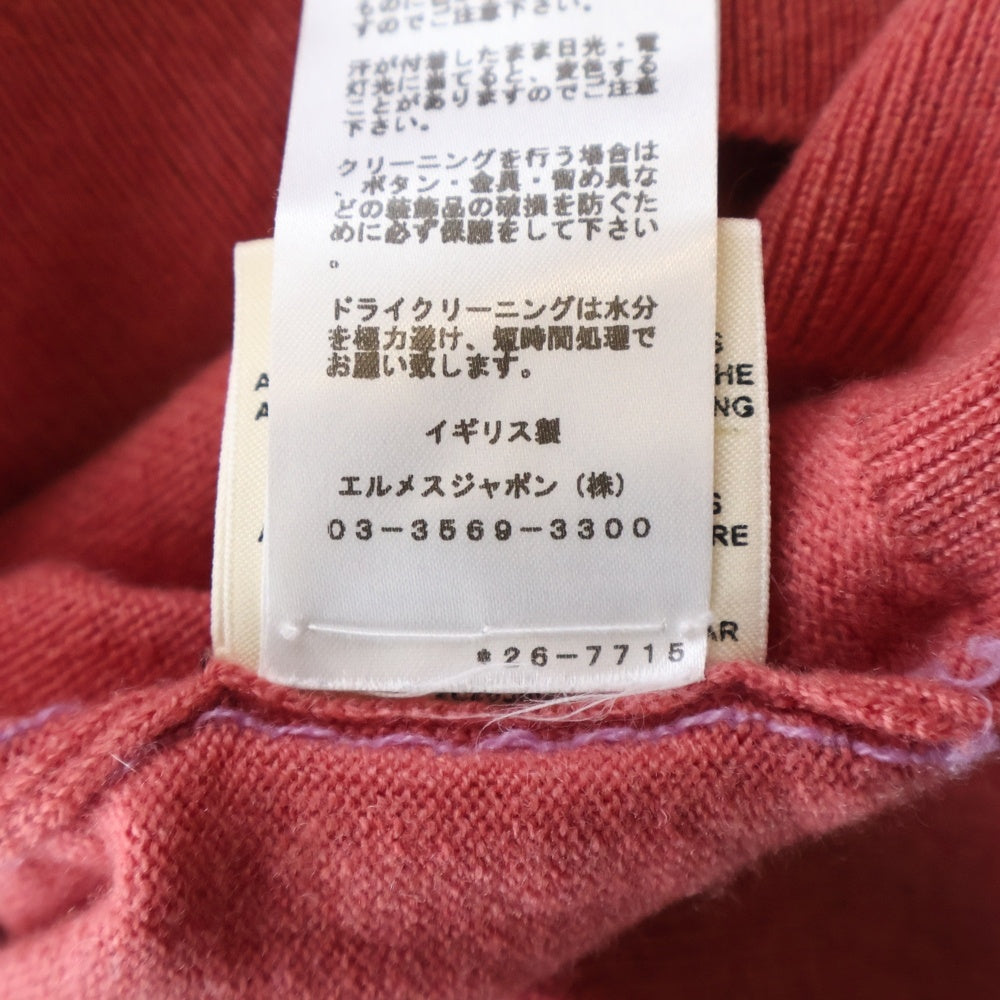 すのでご注意下さい。
汗が付着したまま日光・電
灯光に当てると、変色する
ことがありますのでご注意
下さい。
クリーニングを行う場合は
、ボタン・金具・留め具な
どの装飾品の破損を防ぐた
めに必ず保護をして下さい
。
ドライクリーニングは水分
を極力避け、短時間処理で
お願い致します。
イギリス製
エルメスジャポン（株）
03-3569-3300
*26-7715
A
S
HE
A
NG
S
A
RE
AR